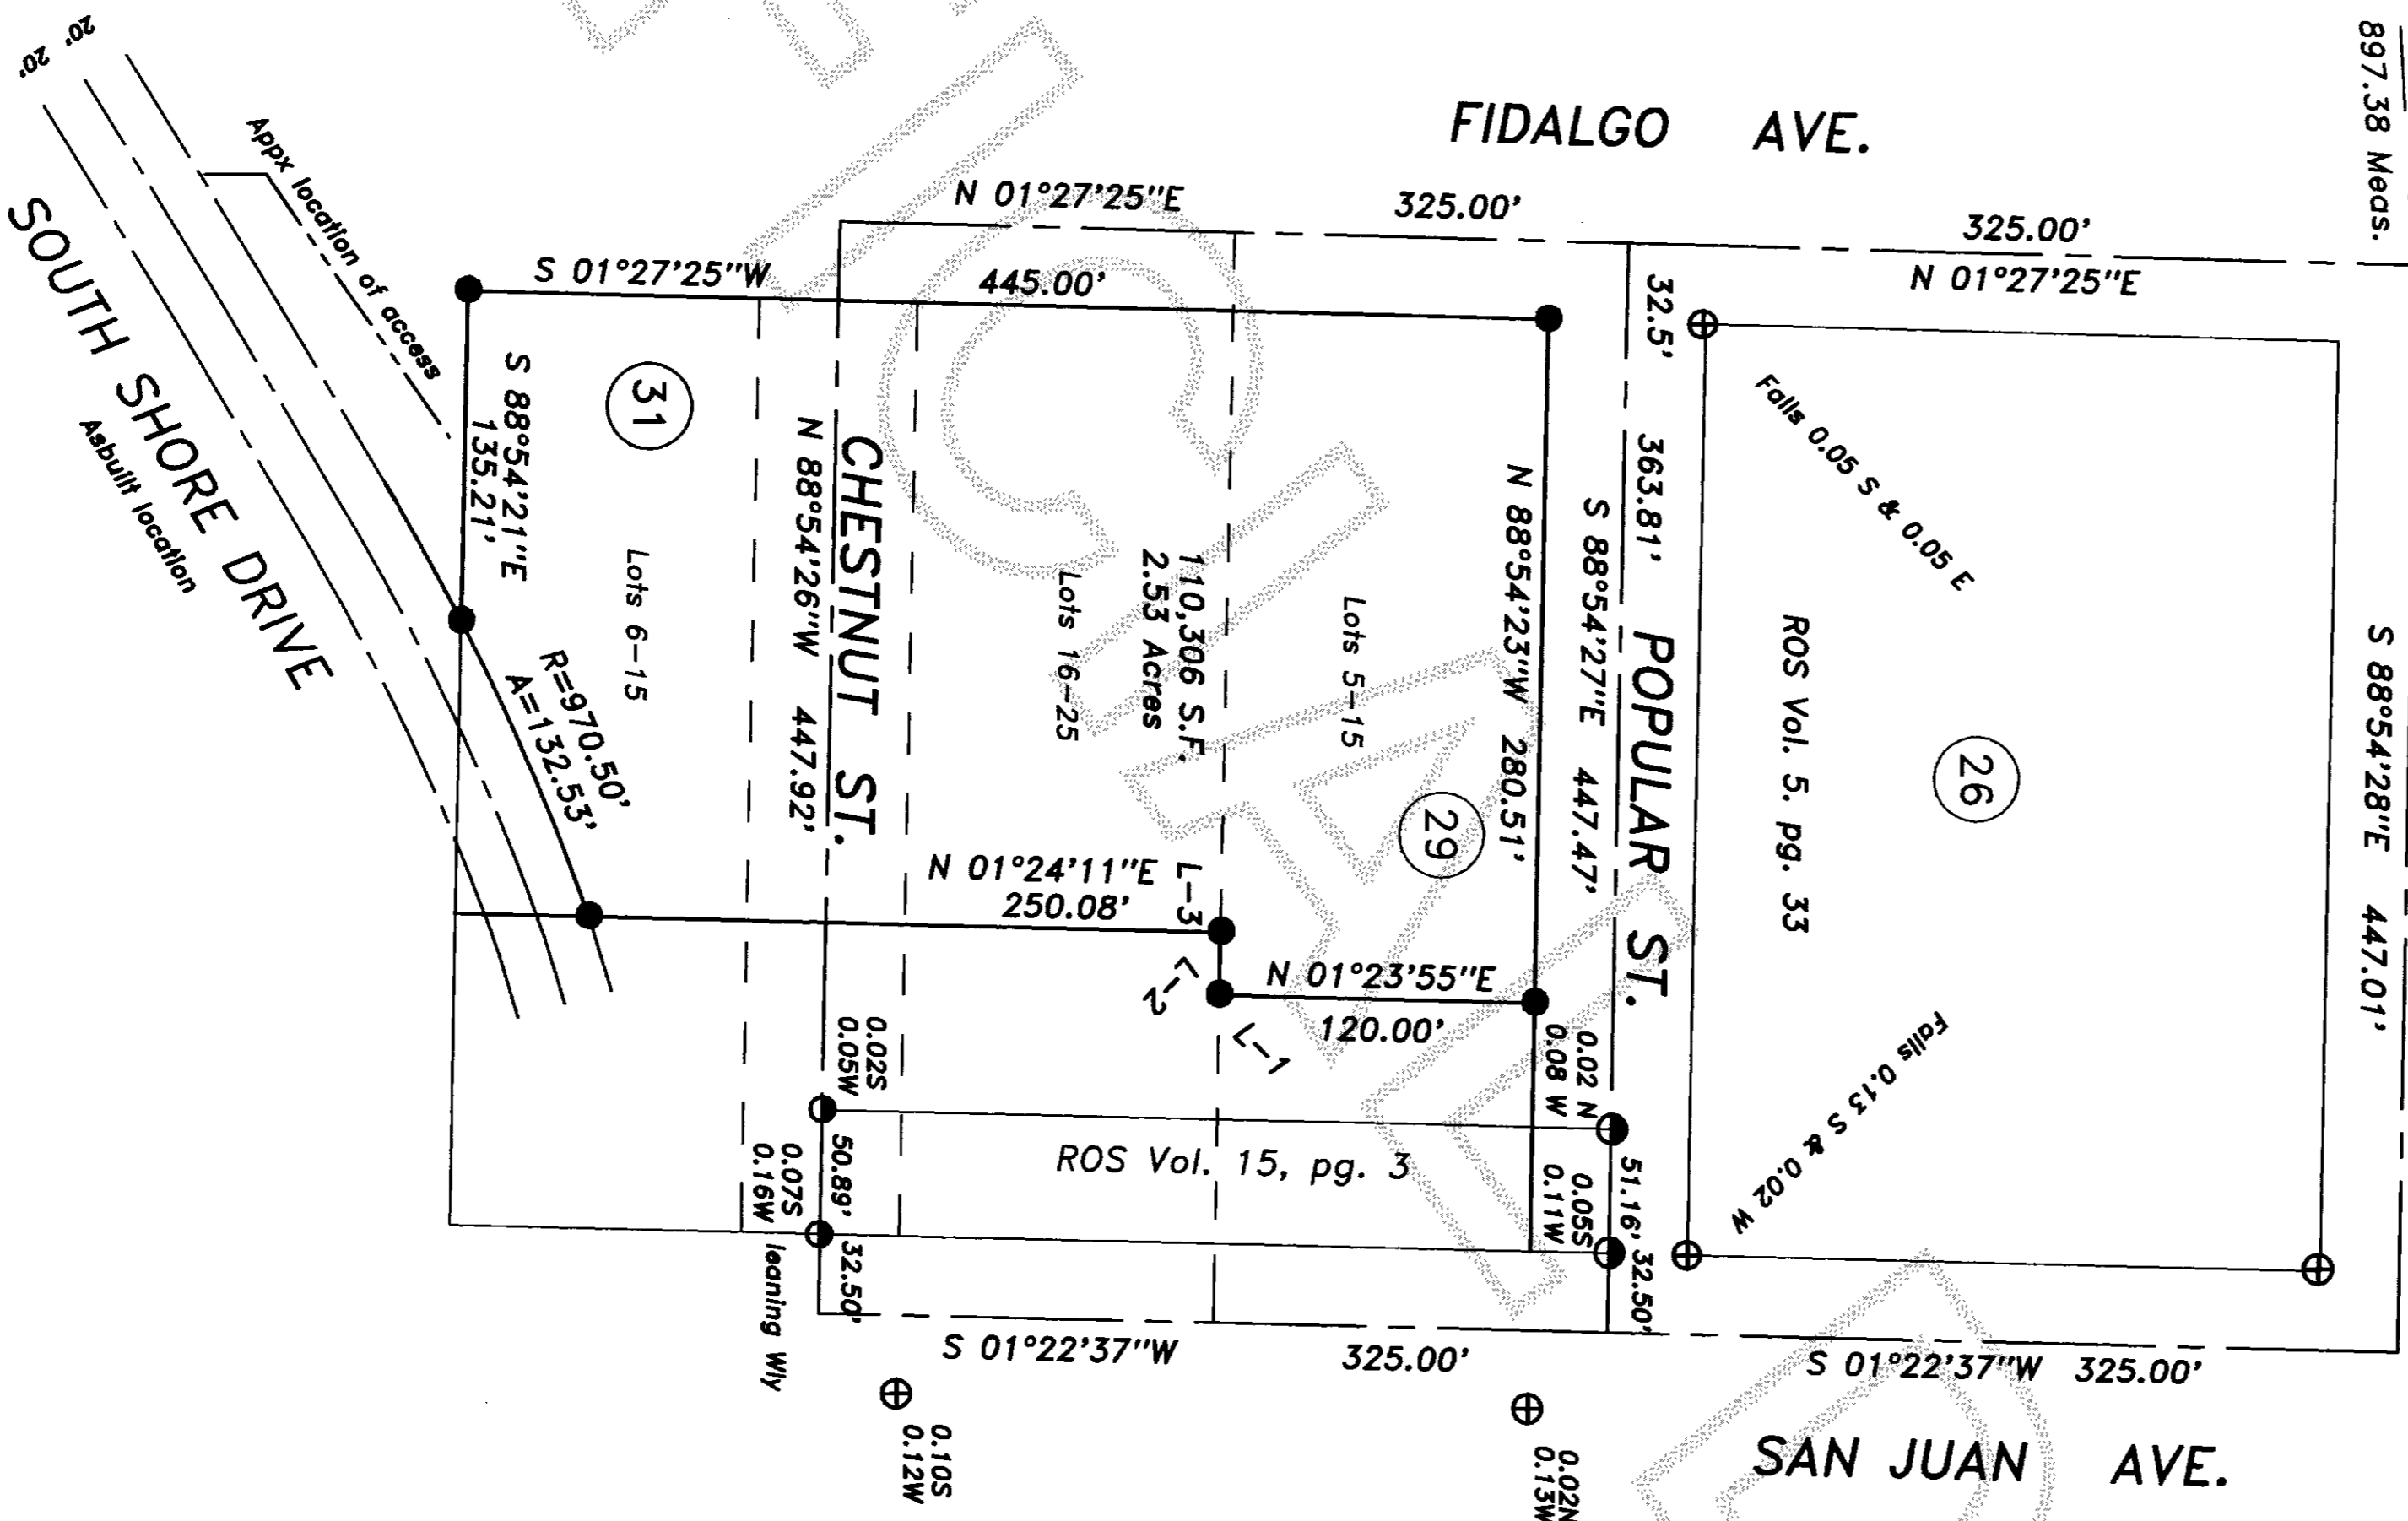 897.38 Meas.
FIDALGO AVE.
N 01°27'25"E 325.00'
325.00'
N 01°27'25"E
20'
20'
Appx location of access
SOUTH SHORE DRIVE
Asbuilt location
S 01°27'25"W 445.00'
S 88°54'21"E
135.21'
31
Lots 6-15
R=970.50'
A=132.53'
CHESTNUT ST.
N 88°54'26"W 447.92'
110,306 S.F.
2.53 Acres
Lots 16-25
Lots 5-15
29
N 88°54'23"W 280.51'
32.5' 363.81' POPULAR ST.
S 88°54'27"E 447.47'
Falls 0.05 S & 0.05 E
ROS Vol. 5. pg. 33
26
S 88°54'28"E 447.01'
Falls 0.13 S & 0.02 W
N 01°24'11"E
250.08'
L-3
L-2
L-1
N 01°23'55"E
120.00'
0.02 N
0.08 W
0.02S
0.05W
ROS Vol. 15, pg. 3
50.89' 32.50'
0.07S
0.16W leaning Wly
0.05S
0.11W
51.16' 32.50'
S 01°22'37"W 325.00'
S 01°22'37"W 325.00'
0.10S
0.12W
0.02N
0.13W
SAN JUAN AVE.